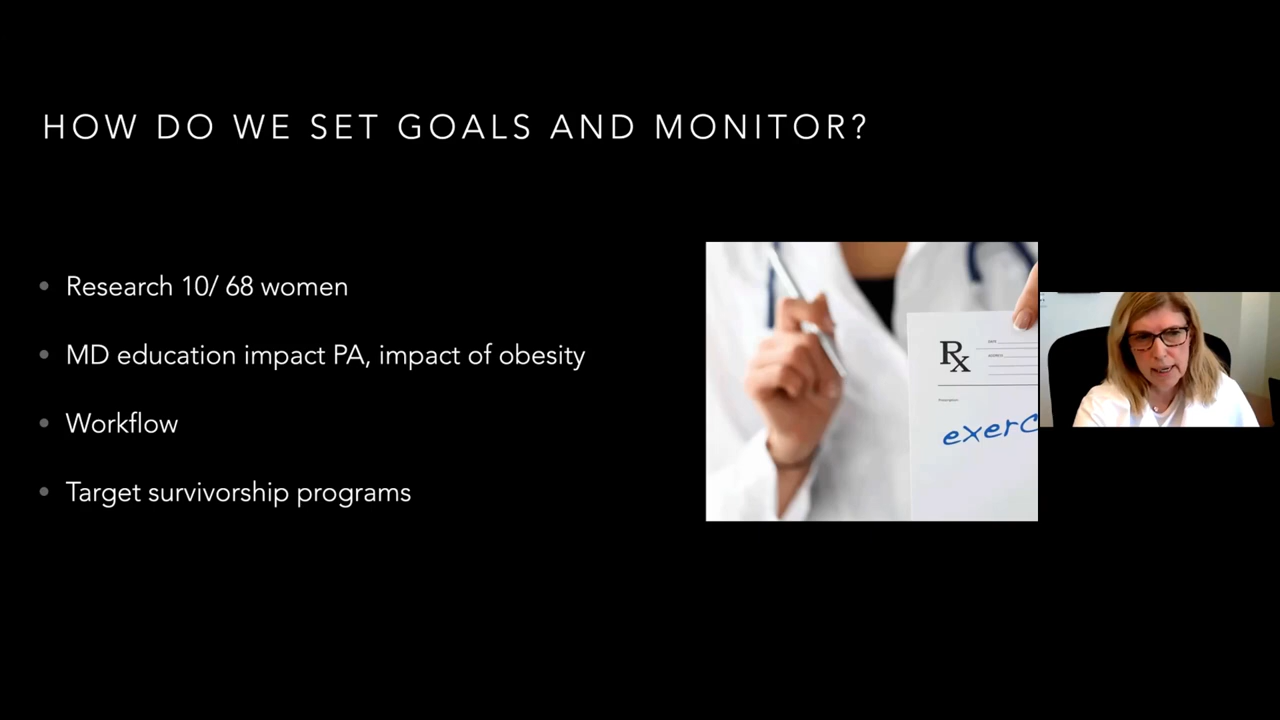 HOW DO WE SET GOALS AND MONITOR?
Research 10/ 68 women
MD education impact PA, impact of obesity
Workflow
Target survivorship programs
Rx
exerc